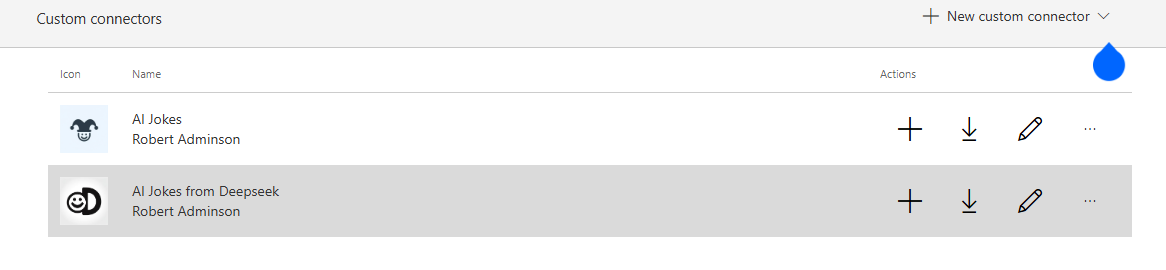 Custom connectors
New custom connector
Icon
Name
Actions
AI Jokes
Robert Adminson
AI Jokes from Deepseek
Robert Adminson